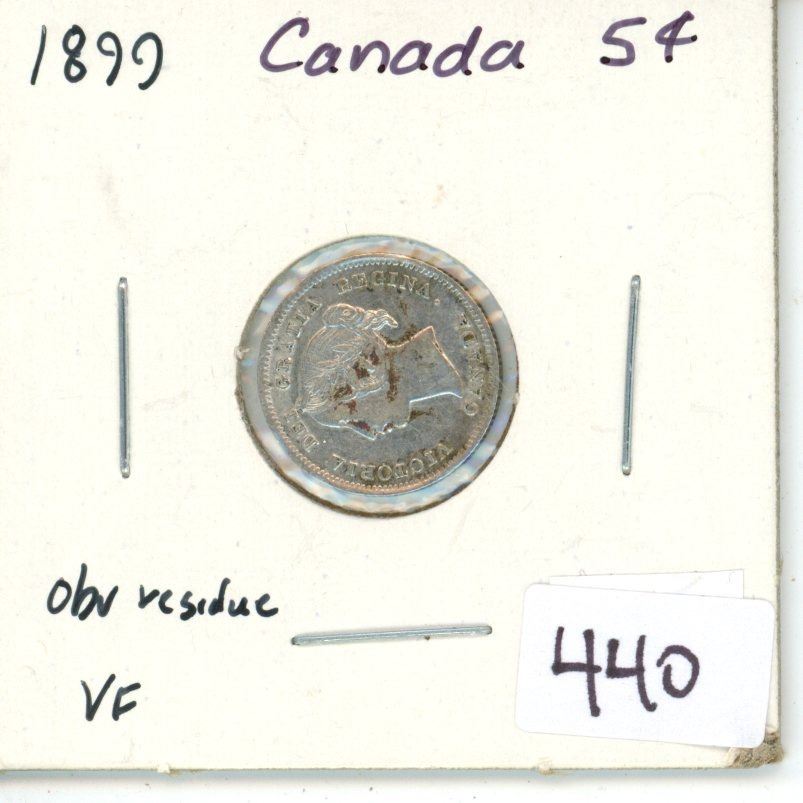 1899 Canada 5¢
VICTORIA DEI GRATIA REGINA. CANADA
Obv residue
VF
440